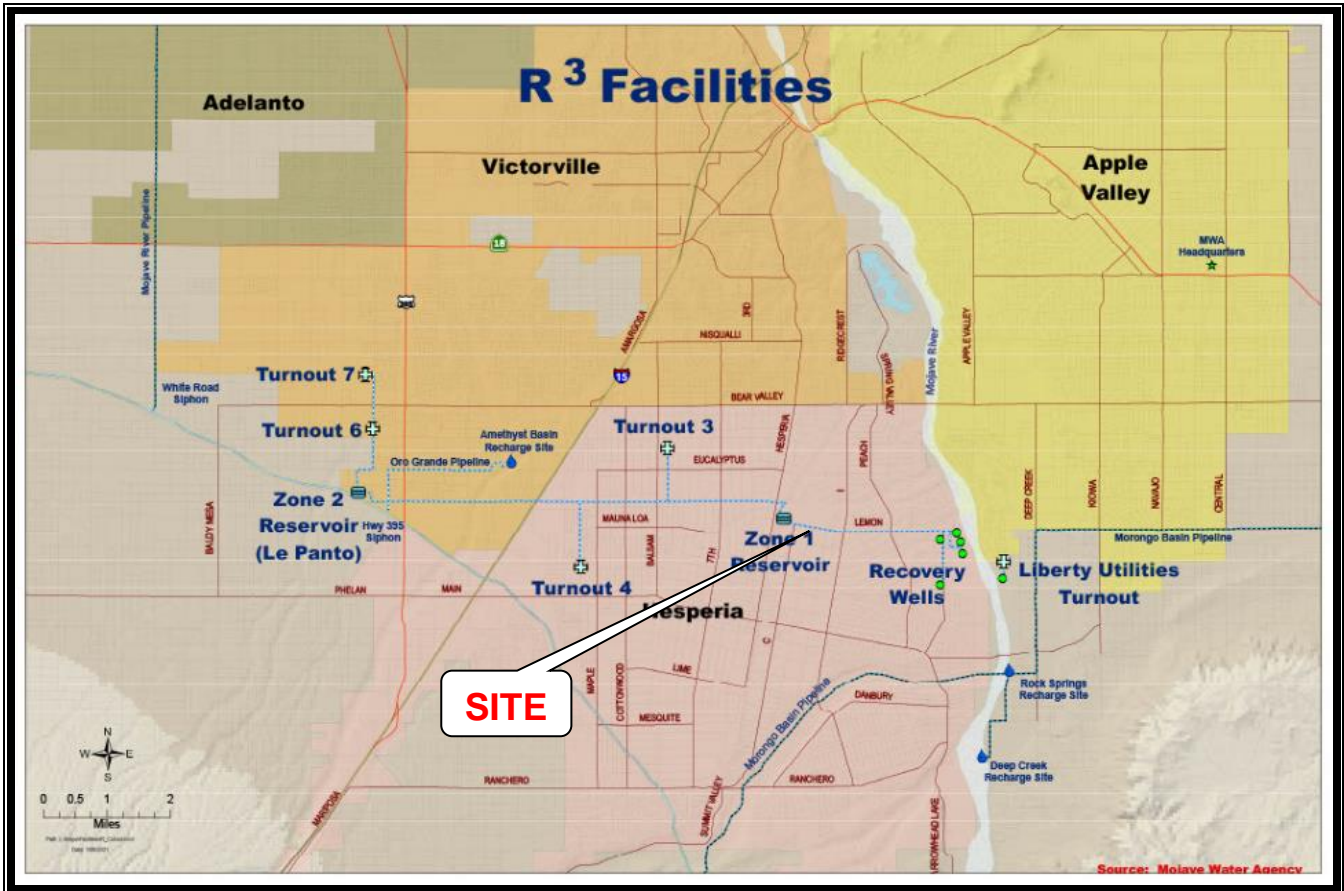 R 3 Facilities
Adelanto
Victorville
Apple
Valley
Mojave River Pipeline
18
MWA
Headquarters
395
AMARGOSA
3RD
NISQUALLI
RIDGECREST
SPRING VALLEY
Mojave River
APPLE VALLEY
15
White Road
Siphon
Turnout 7
BEAR VALLEY
Turnout 6
Amethyst Basin
Recharge Site
Oro Grande Pipeline
Turnout 3
EUCALYPTUS
HESPERIA
PEACH
I
DEEP CREEK
KIOWA
NAVAJO
CENTRAL
Zone 2
Reservoir
(Le Panto)
Hwy 395
Siphon
BALDY MESA
MAUNA LOA
BALSAM
7TH
Zone 1
Reservoir
LEMON
Morongo Basin Pipeline
Turnout 4
Recovery
Wells
Liberty Utilities
Turnout
PHELAN
MAIN
Hesperia
C
SITE
MAPLE
COTTONWOOD
LIME
MESQUITE
Morongo Basin Pipeline
DANBURY
Rock Springs
Recharge Site
Deep Creek
Recharge Site
RANCHERO
RANCHERO
SUMMIT VALLEY
ARROWHEAD LAKE
MARIPOSA
N
W
E
S
0 0.5 1 2
Miles
Source: Mojave Water Agency